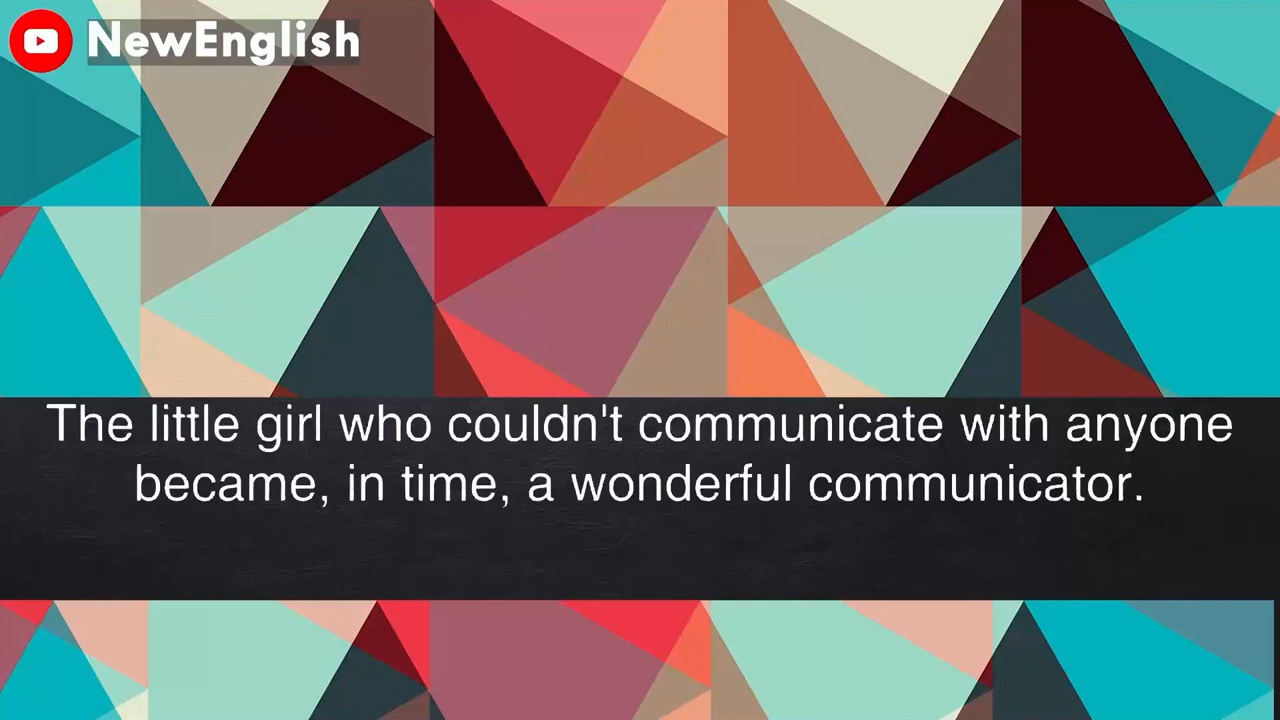 NewEnglish
The little girl who couldn't communicate with anyone
became, in time, a wonderful communicator.